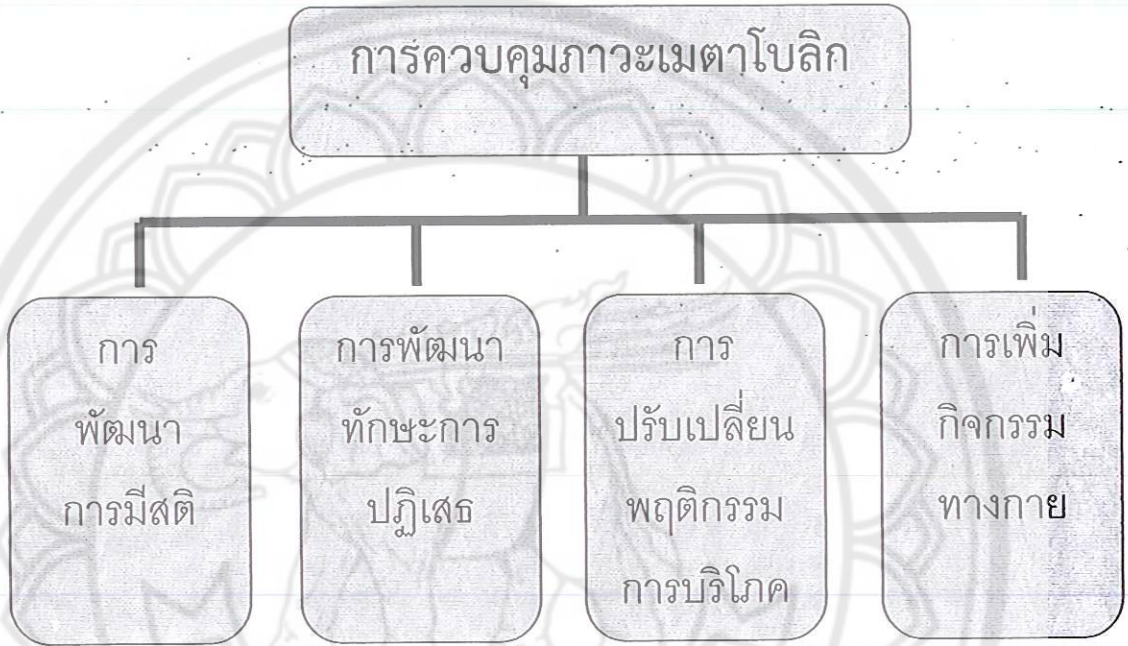 การควบคุมภาวะเมตาโบลิก
การ
พัฒนา
การมีสติ
การพัฒนา
ทักษะการ
ปฏิเสธ
การ
ปรับเปลี่ยน
พฤติกรรม
การบริโภค
การเพิ่ม
กิจกรรม
ทางกาย